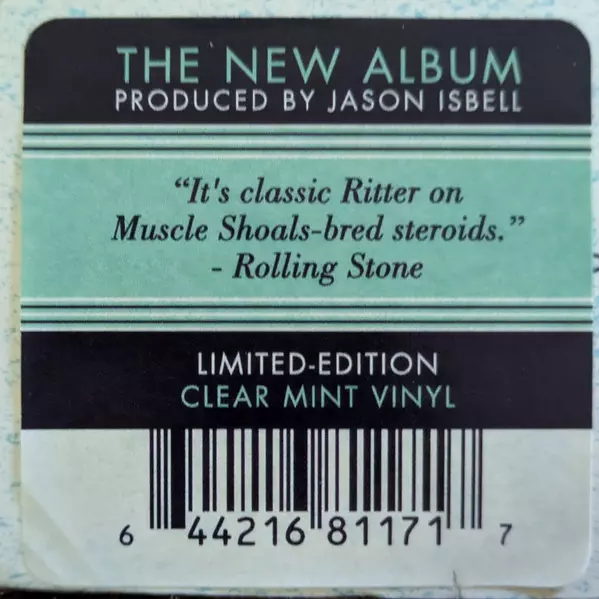 THE NEW ALBUM
PRODUCED BY JASON ISBELL
“It's classic Ritter on
Muscle Shoals-bred steroids.”
- Rolling Stone
LIMITED-EDITION
CLEAR MINT VINYL
6 44216 81171 7